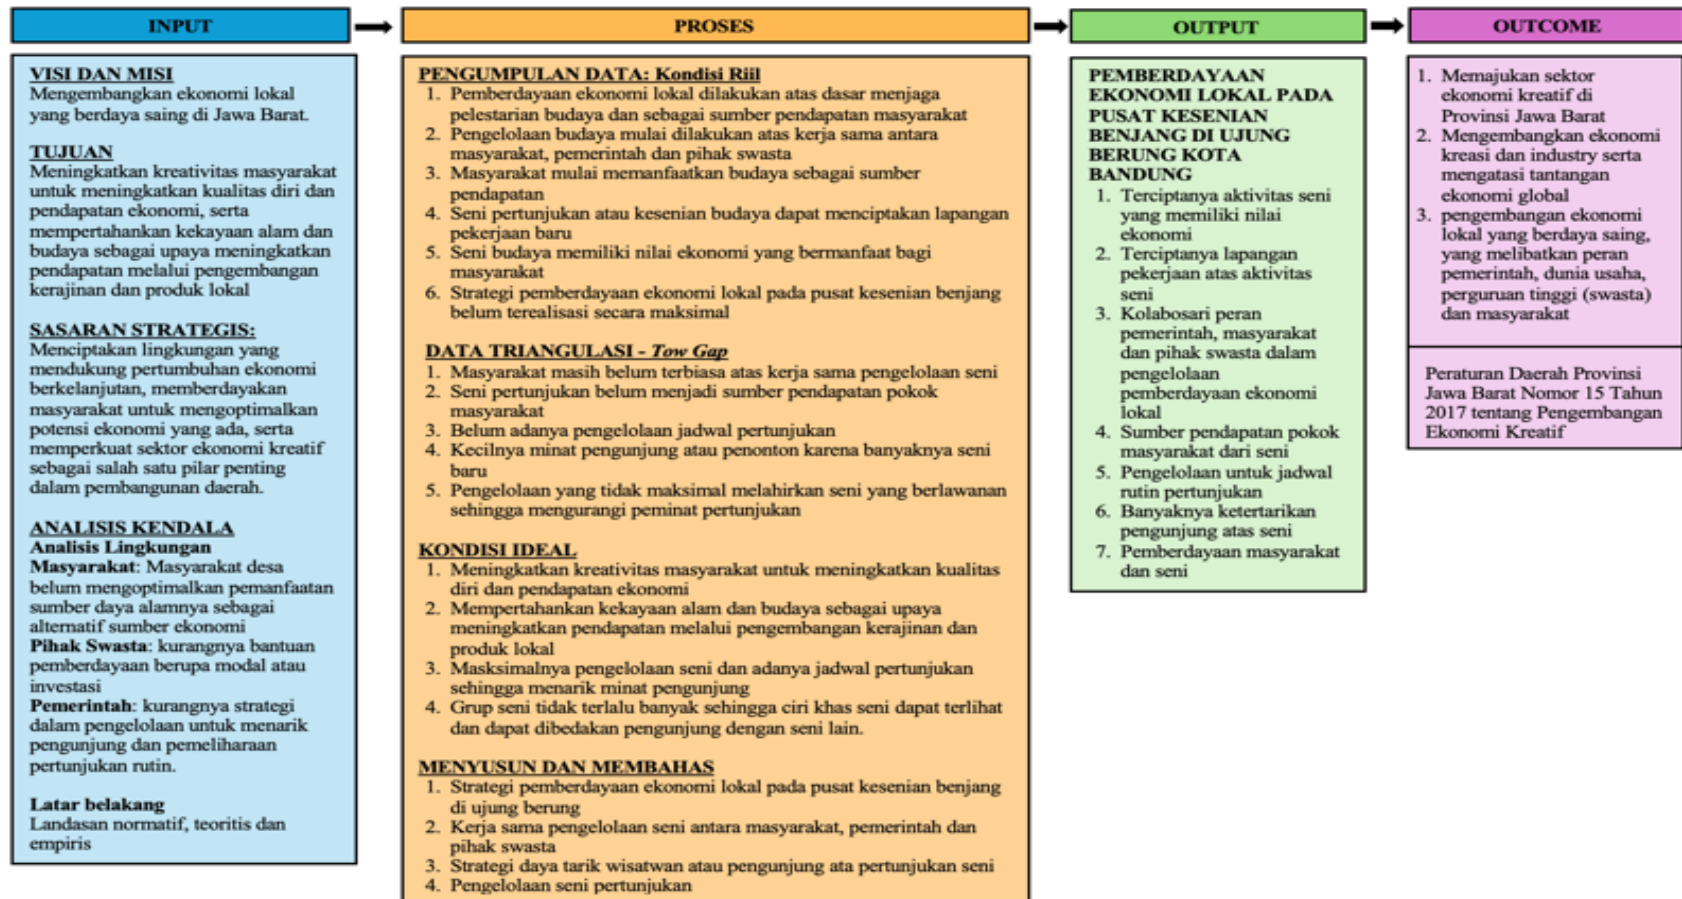 INPUT
PROSES
OUTPUT
OUTCOME
VISI DAN MISI
Mengembangkan ekonomi lokal
yang berdaya saing di Jawa Barat.
TUJUAN
Meningkatkan kreativitas masyarakat
untuk meningkatkan kualitas diri dan
pendapatan ekonomi, serta
mempertahankan kekayaan alam dan
budaya sebagai upaya meningkatkan
pendapatan melalui pengembangan
kerajinan dan produk lokal
SASARAN STRATEGIS:
Menciptakan lingkungan yang
mendukung pertumbuhan ekonomi
berkelanjutan, memberdayakan
masyarakat untuk mengoptimalkan
potensi ekonomi yang ada, serta
memperkuat sektor ekonomi kreatif
sebagai salah satu pilar penting
dalam pembangunan daerah.
ANALISIS KENDALA
Analisis Lingkungan
Masyarakat: Masyarakat desa
belum mengoptimalkan pemanfaatan
sumber daya alamnya sebagai
alternatif sumber ekonomi
Pihak Swasta: kurangnya bantuan
pemberdayaan berupa modal atau
investasi
Pemerintah: kurangnya strategi
dalam pengelolaan untuk menarik
pengunjung dan pemeliharaan
pertunjukan rutin.
Latar belakang
Landasan normatif, teoritis dan
empiris
PENGUMPULAN DATA: Kondisi Riil
1. Pemberdayaan ekonomi lokal dilakukan atas dasar menjaga
pelestarian budaya dan sebagai sumber pendapatan masyarakat
2. Pengelolaan budaya mulai dilakukan atas kerja sama antara
masyarakat, pemerintah dan pihak swasta
3. Masyarakat mulai memanfaatkan budaya sebagai sumber
pendapatan
4. Seni pertunjukan atau kesenian budaya dapat menciptakan lapangan
pekerjaan baru
5. Seni budaya memiliki nilai ekonomi yang bermanfaat bagi
masyarakat
6. Strategi pemberdayaan ekonomi lokal pada pusat kesenian benjang
belum terealisasi secara maksimal
DATA TRIANGULASI - Tow Gap
1. Masyarakat masih belum terbiasa atas kerja sama pengelolaan seni
2. Seni pertunjukan belum menjadi sumber pendapatan pokok
masyarakat
3. Belum adanya pengelolaan jadwal pertunjukan
4. Kecilnya minat pengunjung atau penonton karena banyaknya seni
baru
5. Pengelolaan yang tidak maksimal melahirkan seni yang berlawanan
sehingga mengurangi peminat pertunjukan
KONDISI IDEAL
1. Meningkatkan kreativitas masyarakat untuk meningkatkan kualitas
diri dan pendapatan ekonomi
2. Mempertahankan kekayaan alam dan budaya sebagai upaya
meningkatkan pendapatan melalui pengembangan kerajinan dan
produk lokal
3. Masksimalnya pengelolaan seni dan adanya jadwal pertunjukan
sehingga menarik minat pengunjung
4. Grup seni tidak terlalu banyak sehingga ciri khas seni dapat terlihat
dan dapat dibedakan pengunjung dengan seni lain.
MENYUSUN DAN MEMBAHAS
1. Strategi pemberdayaan ekonomi lokal pada pusat kesenian benjang
di ujung berung
2. Kerja sama pengelolaan seni antara masyarakat, pemerintah dan
pihak swasta
3. Strategi daya tarik wisatwan atau pengunjung ata pertunjukan seni
4. Pengelolaan seni pertunjukan
PEMBERDAYAAN
EKONOMI LOKAL PADA
PUSAT KESENIAN
BENJANG DI UJUNG
BERUNG KOTA
BANDUNG
1. Terciptanya aktivitas seni
yang memiliki nilai
ekonomi
2. Terciptanya lapangan
pekerjaan atas aktivitas
seni
3. Kolabosari peran
pemerintah, masyarakat
dan pihak swasta dalam
pengelolaan
pemberdayaan ekonomi
lokal
4. Sumber pendapatan pokok
masyarakat dari seni
5. Pengelolaan untuk jadwal
rutin pertunjukan
6. Banyaknya ketertarikan
pengunjung atas seni
7. Pemberdayaan masyarakat
dan seni
1. Memajukan sektor
ekonomi kreatif di
Provinsi Jawa Barat
2. Mengembangkan ekonomi
kreasi dan industry serta
mengatasi tantangan
ekonomi global
3. pengembangan ekonomi
lokal yang berdaya saing,
yang melibatkan peran
pemerintah, dunia usaha,
perguruan tinggi (swasta)
dan masyarakat
Peraturan Daerah Provinsi
Jawa Barat Nomor 15 Tahun
2017 tentang Pengembangan
Ekonomi Kreatif